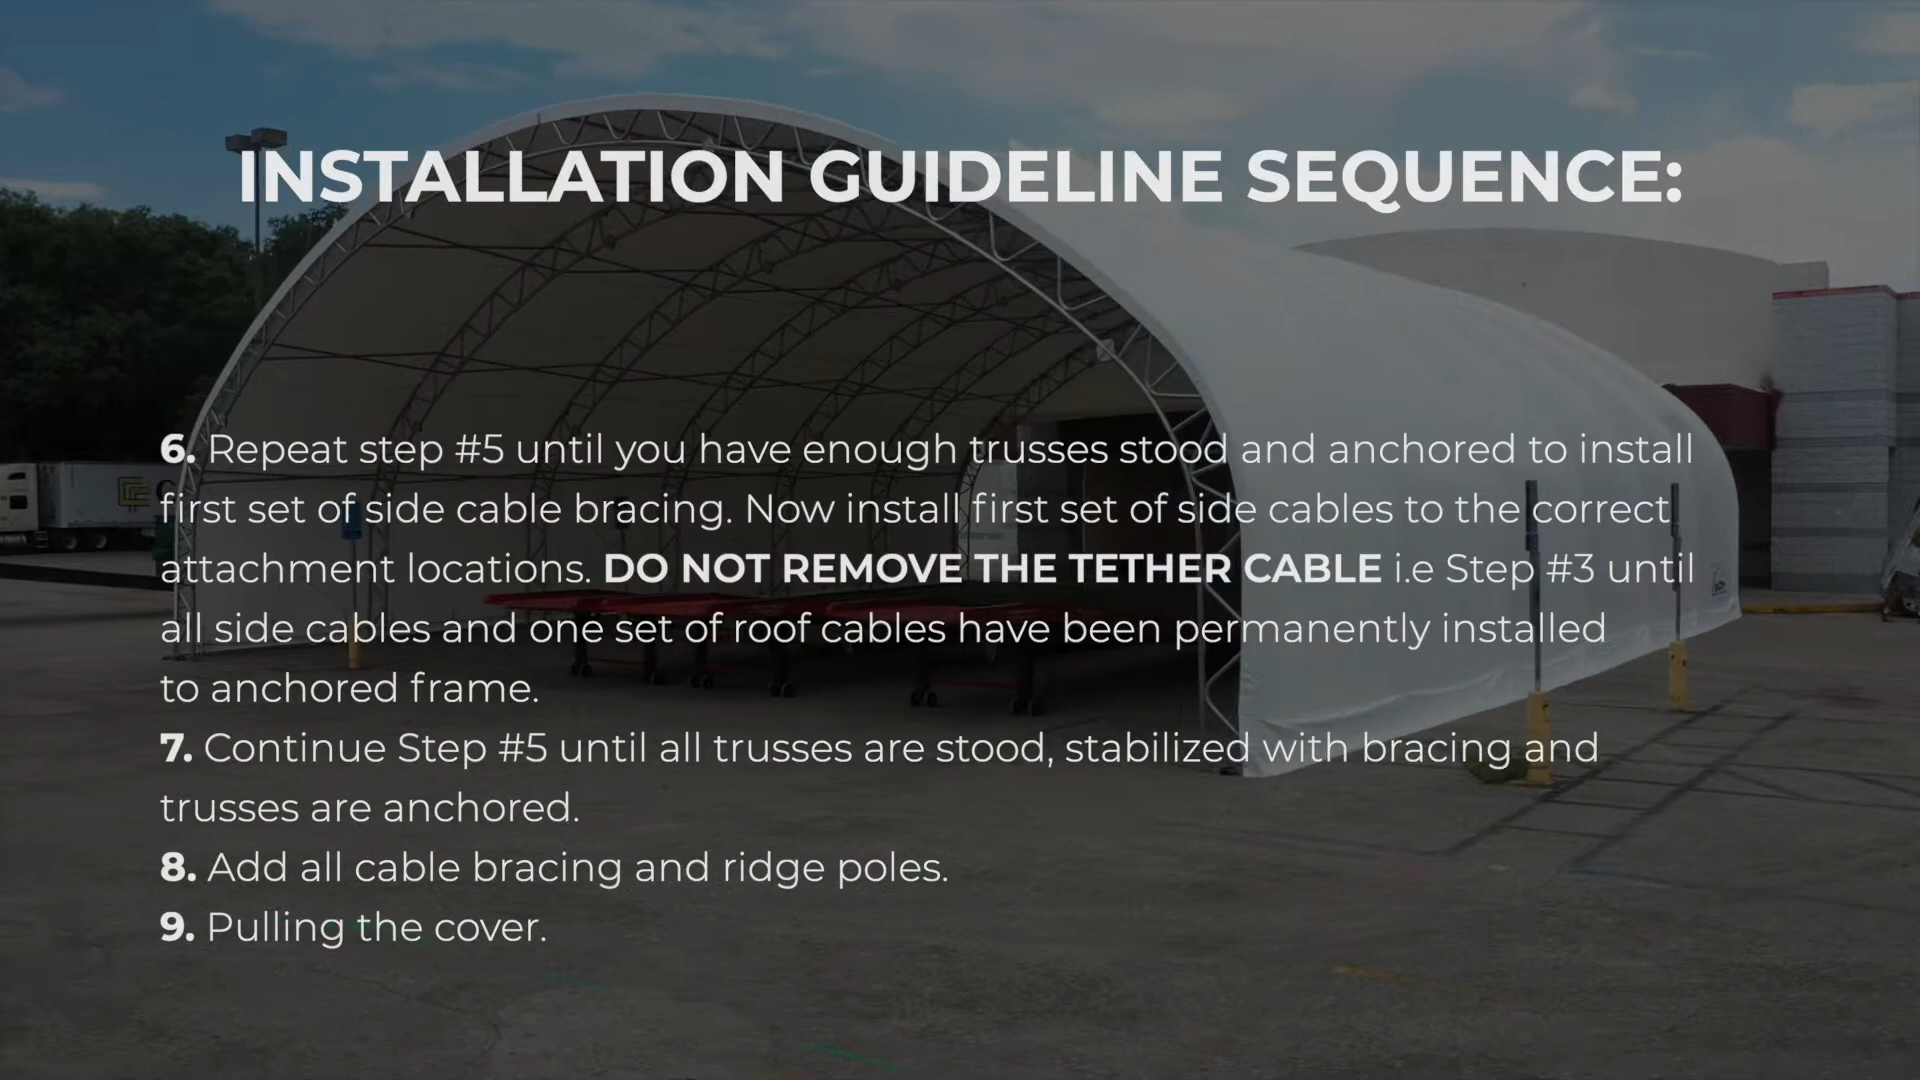 INSTALLATION GUIDELINE SEQUENCE:
6. Repeat step #5 until you have enough trusses stood and anchored to install
first set of side cable bracing. Now install first set of side cables to the correct
attachment locations. DO NOT REMOVE THE TETHER CABLE i.e Step #3 until
all side cables and one set of roof cables have been permanently installed
to anchored frame.
7. Continue Step #5 until all trusses are stood, stabilized with bracing and
trusses are anchored.
8. Add all cable bracing and ridge poles.
9. Pulling the cover.